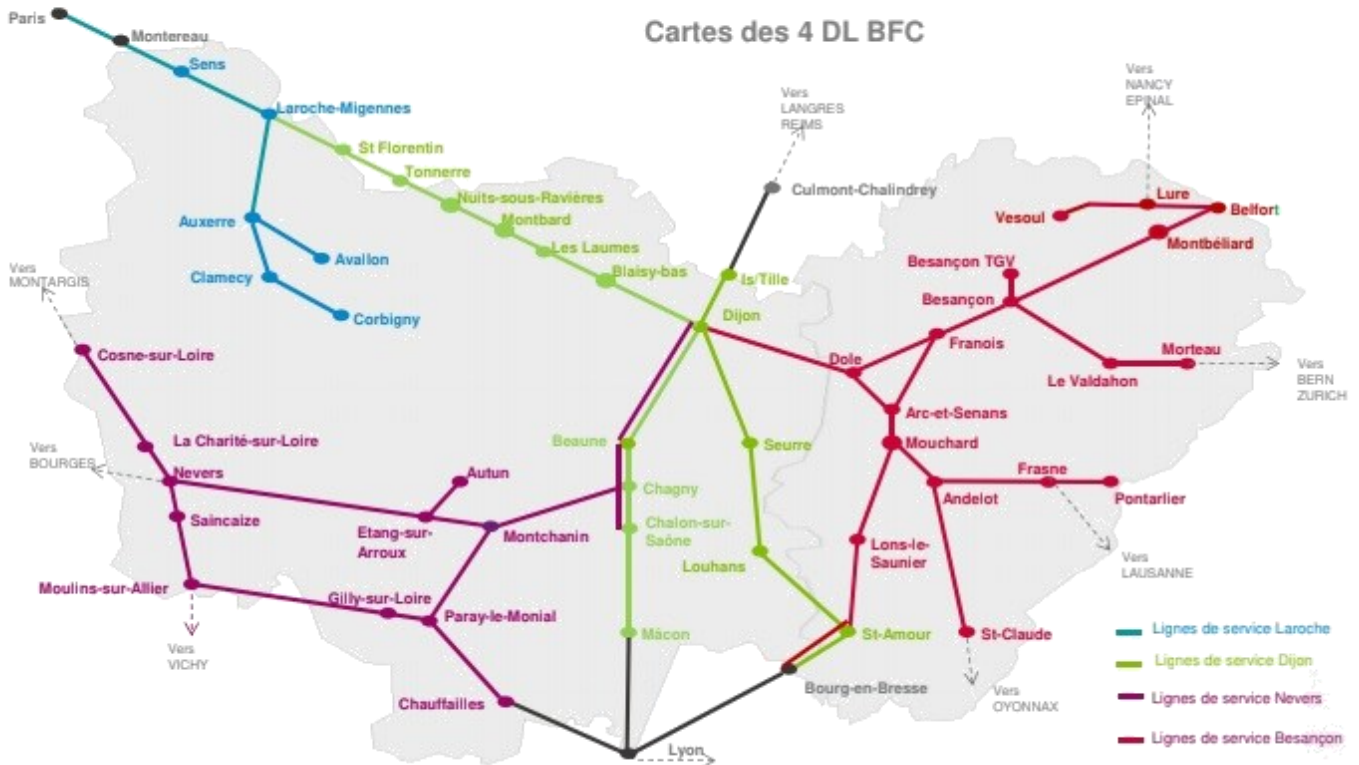 Cartes des 4 DL BFC
Paris
Montereau
Sens
Laroche-Migennes
St Florentin
Tonnerre
Nuits-sous-Ravières
Montbard
Les Laumes
Blaisy-bas
Auxerre
Avallon
Clamecy
Corbigny
Vers
LANGRES
REIMS
Culmont-Chalindrey
Is/Tille
Dijon
Vers
NANCY
EPINAL
Lure
Vesoul
Belfort
Montbéliard
Besançon TGV
Besançon
Franois
Dole
Morteau
Le Valdahon
Vers
BERN
ZURICH
Arc-et-Senans
Mouchard
Frasne
Andelot
Pontarlier
Vers
LAUSANNE
Lons-le-
Saunier
St-Claude
Vers
OYONNAX
Vers
MONTARGIS
Cosne-sur-Loire
La Charité-sur-Loire
Vers
BOURGES
Nevers
Saincaize
Autun
Etang-sur-
Arroux
Montchanin
Moulins-sur-Allier
Gilly-sur-Loire
Paray-le-Monial
Vers
VICHY
Chauffailles
Beaune
Chagny
Chalon-sur-
Saône
Mâcon
Seurre
Louhans
St-Amour
Bourg-en-Bresse
Lyon
Lignes de service Laroche
Lignes de service Dijon
Lignes de service Nevers
Lignes de service Besançon